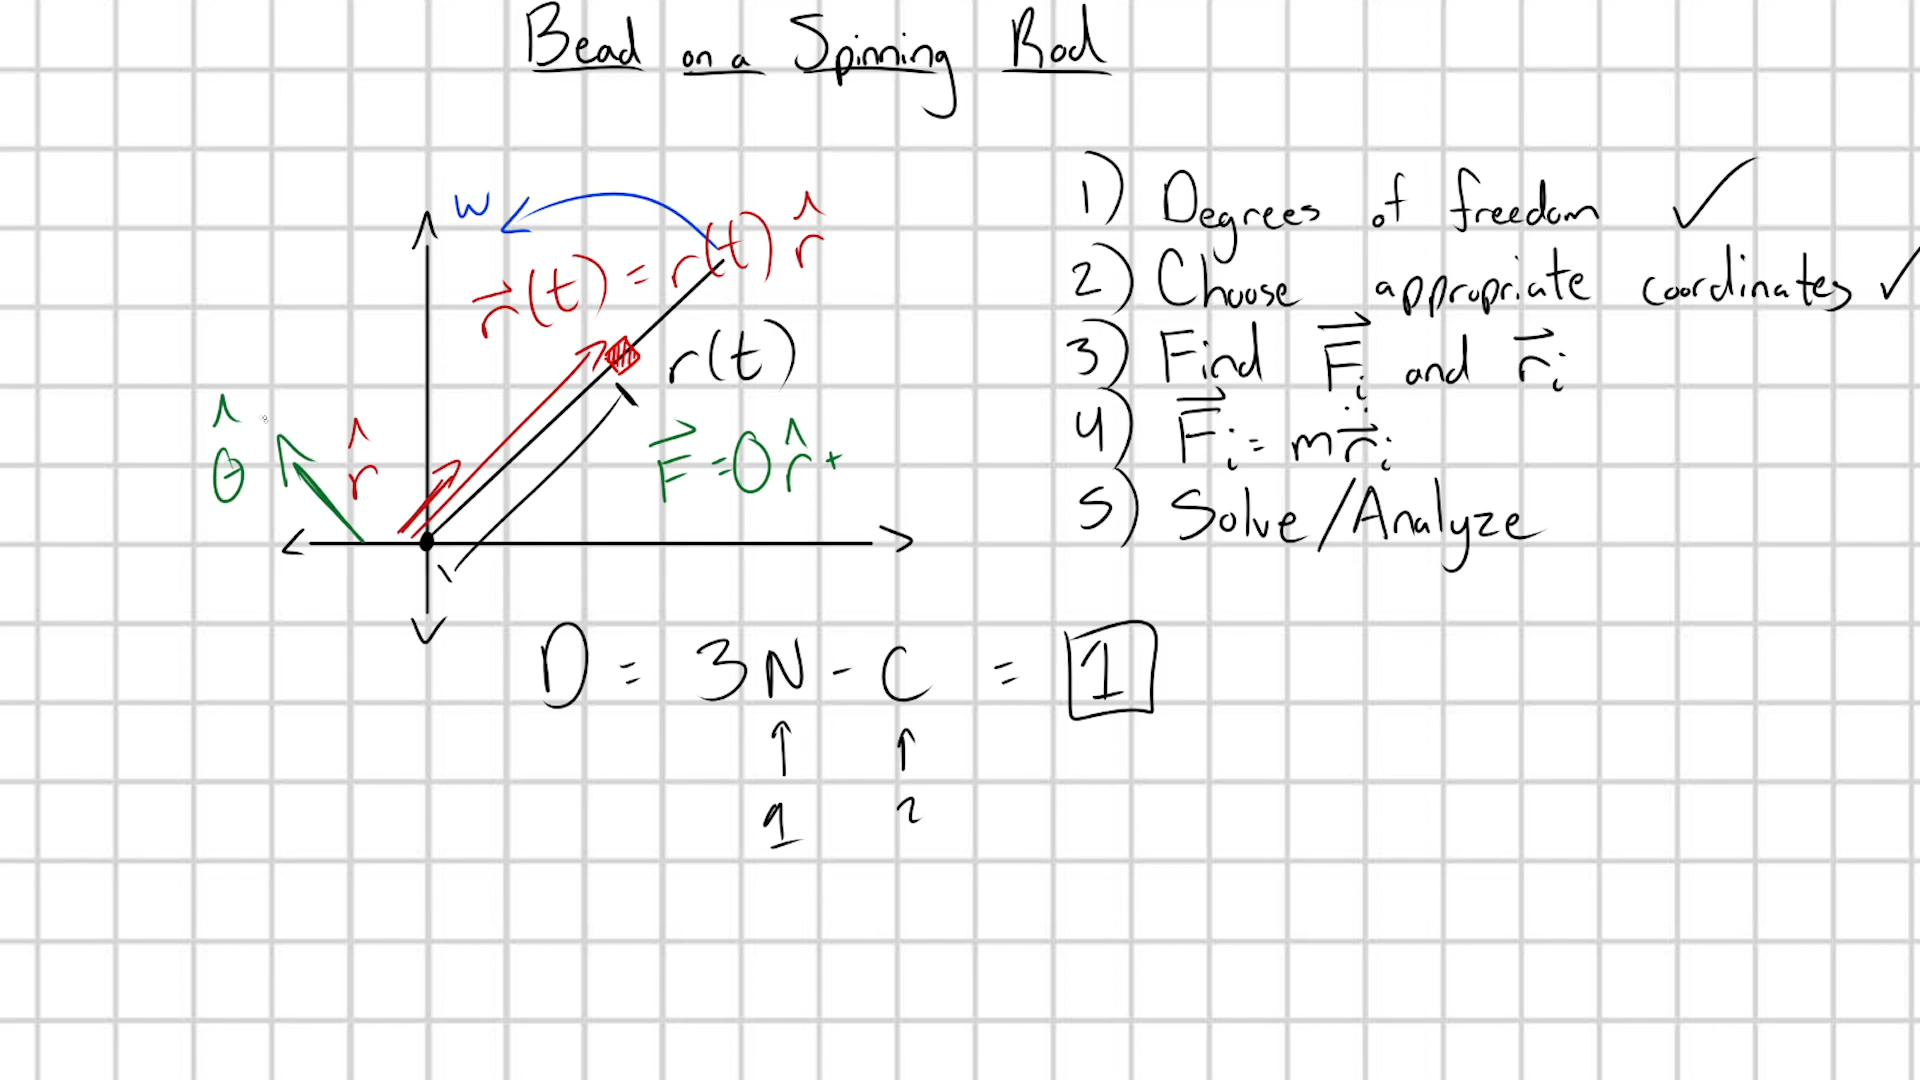 Bead on a Spinning Rod
1) Degrees of freedom ✓
2) Choose appropriate coordinates ✓
3) Find F⃗ᵢ and r⃗ᵢ
4) F⃗ᵢ = m r⃗̈ᵢ
5) Solve/Analyze
w
r⃗(t) = r(t) r̂
r(t)
θ̂
r̂
F⃗ = 0 r̂ +
D = 3N - C = 1
↑ ↑
1 2